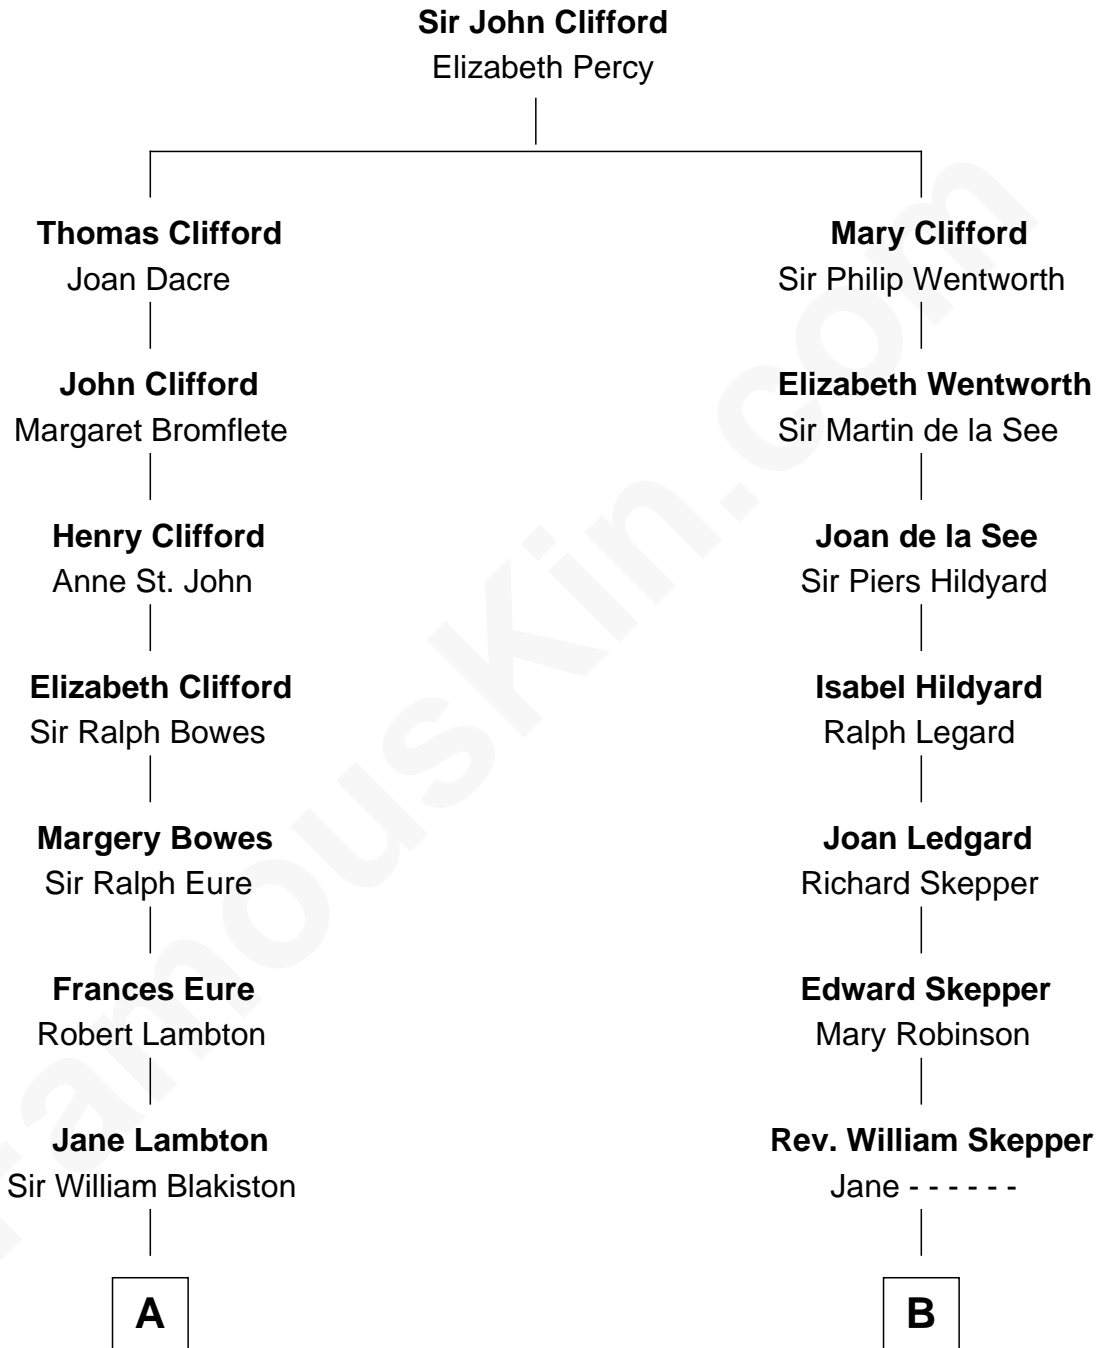 Sir John Clifford
Elizabeth Percy
Thomas Clifford
Joan Dacre
John Clifford
Margaret Bromflete
Henry Clifford
Anne St. John
Elizabeth Clifford
Sir Ralph Bowes
Margery Bowes
Sir Ralph Eure
Frances Eure
Robert Lambton
Jane Lambton
Sir William Blakiston
A
Mary Clifford
Sir Philip Wentworth
Elizabeth Wentworth
Sir Martin de la See
Joan de la See
Sir Piers Hildyard
Isabel Hildyard
Ralph Legard
Joan Ledgard
Richard Skepper
Edward Skepper
Mary Robinson
Rev. William Skepper
Jane - - - - - -
B
FamousKin.com